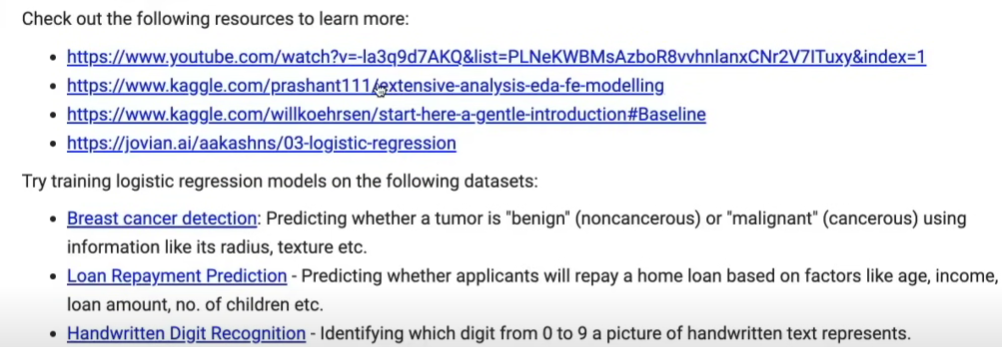 Check out the following resources to learn more:
• https://www.youtube.com/watch?v=-la3q9d7AKQ&list=PLNeKWBMsAzboR8vvhnlanxCNr2V7ITuxy&index=1
• https://www.kaggle.com/prashant111/extensive-analysis-eda-fe-modelling
• https://www.kaggle.com/willkoehrsen/start-here-a-gentle-introduction#Baseline
• https://jovian.ai/aakashns/03-logistic-regression
Try training logistic regression models on the following datasets:
• Breast cancer detection: Predicting whether a tumor is "benign" (noncancerous) or "malignant" (cancerous) using
information like its radius, texture etc.
• Loan Repayment Prediction - Predicting whether applicants will repay a home loan based on factors like age, income,
loan amount, no. of children etc.
• Handwritten Digit Recognition - Identifying which digit from 0 to 9 a picture of handwritten text represents.